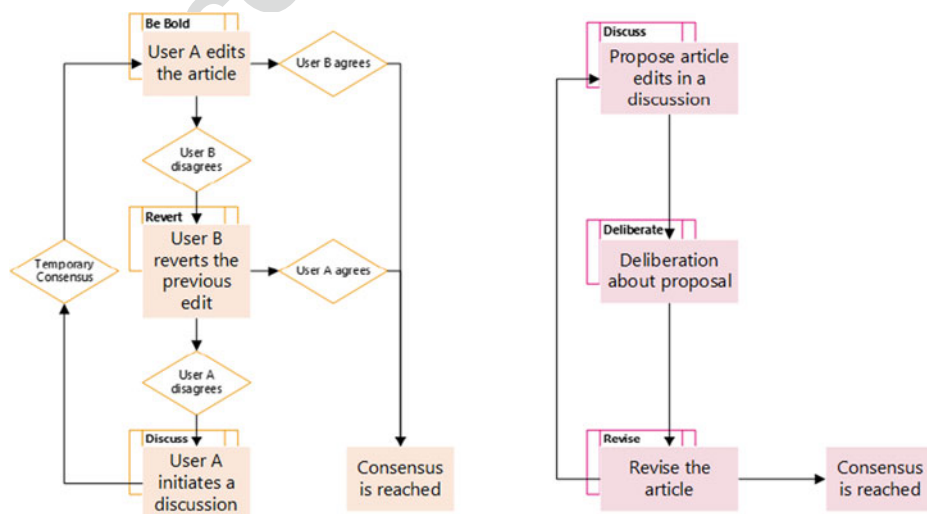 Be Bold
User A edits
the article
User B agrees
User B
disagrees
Revert
User B
reverts the
previous
edit
User A agrees
Temporary
Consensus
User A
disagrees
Discuss
User A
initiates a
discussion
Consensus
is reached
Discuss
Propose article
edits in a
discussion
Deliberate
Deliberation
about proposal
Revise
Revise the
article
Consensus
is reached